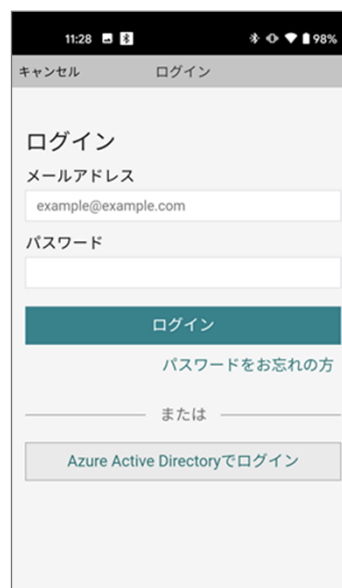 11:28 98%
キャンセル ログイン
ログイン
メールアドレス
example@example.com
パスワード
ログイン
パスワードをお忘れの方
または
Azure Active Directoryでログイン